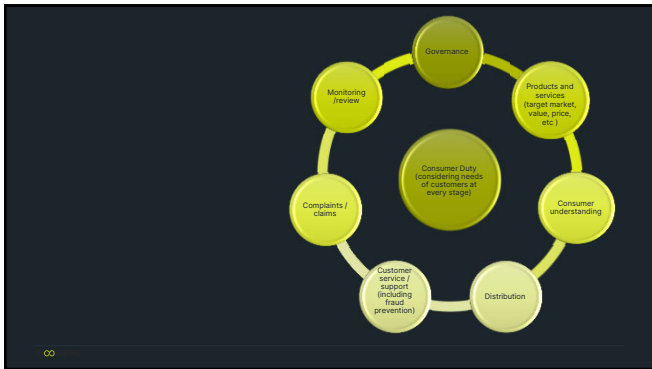 Governance
Products and
services
(target market,
value, price,
etc )
Consumer
understanding
Distribution
Customer
service /
support
(including
fraud
prevention)
Complaints /
claims
Monitoring
/review
Consumer Duty
(considering needs
of customers at
every stage)